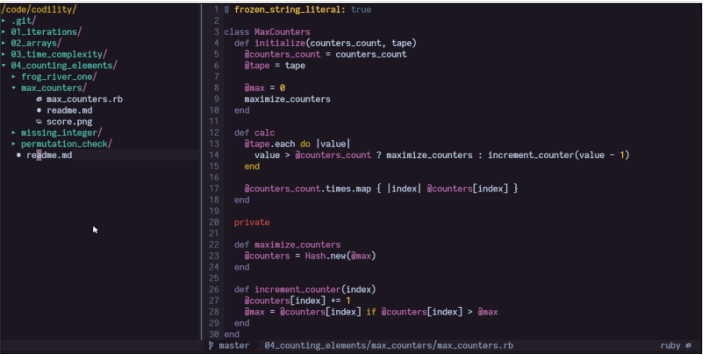 /code/codility/
▸ .git/
▸ 01_iterations/
▸ 02_arrays/
▸ 03_time_complexity/
▾ 04_counting_elements/
▸ frog_river_one/
▾ max_counters/
max_counters.rb
readme.md
score.png
▸ missing_integer/
▸ permutation_check/
readme.md
1 # frozen_string_literal: true
2
3 class MaxCounters
4 def initialize(counters_count, tape)
5 @counters_count = counters_count
6 @tape = tape
7
8 @max = 0
9 maximize_counters
10 end
11
12 def calc
13 @tape.each do |value|
14 value > @counters_count ? maximize_counters : increment_counter(value - 1)
15 end
16
17 @counters_count.times.map { |index| @counters[index] }
18 end
19
20 private
21
22 def maximize_counters
23 @counters = Hash.new(@max)
24 end
25
26 def increment_counter(index)
27 @counters[index] += 1
28 @max = @counters[index] if @counters[index] > @max
29 end
30 end
master 04_counting_elements/max_counters/max_counters.rb ruby